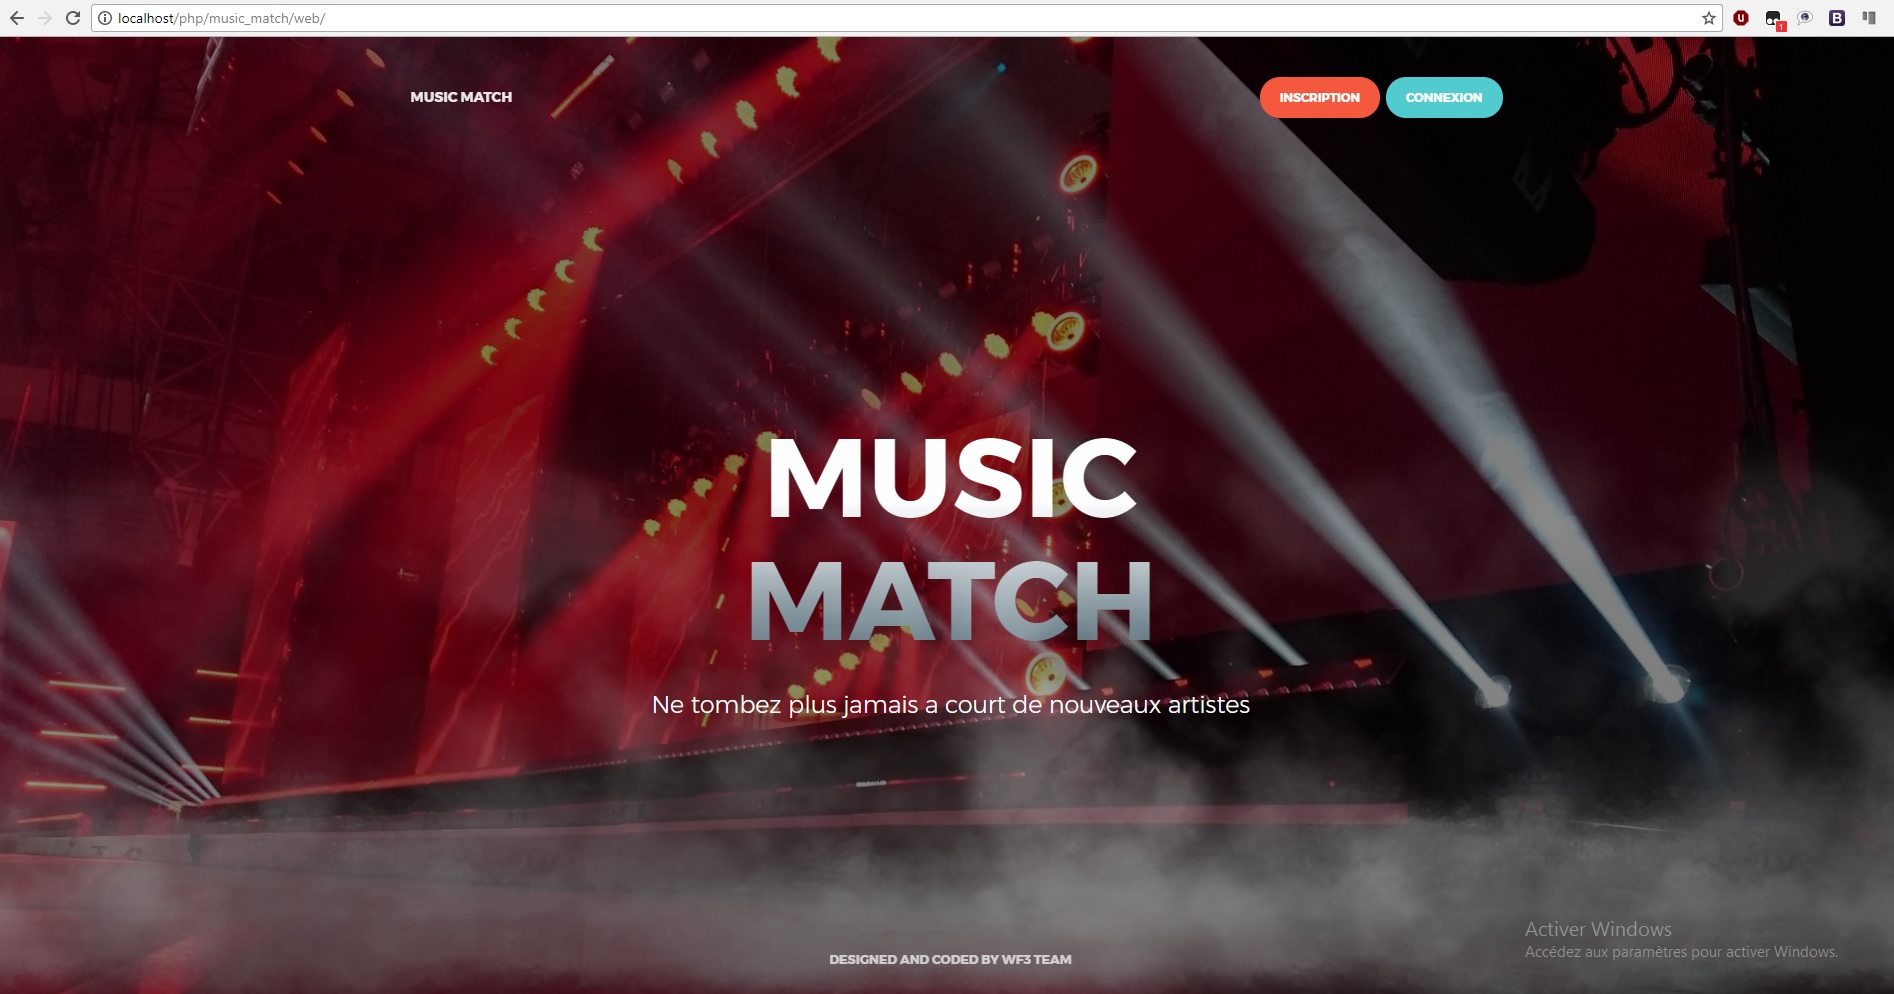 localhost/php/music_match/web/
1
MUSIC MATCH
INSCRIPTION
CONNEXION
MUSIC
MATCH
Ne tombez plus jamais a court de nouveaux artistes
Activer Windows
Accédez aux paramètres pour activer Windows.
DESIGNED AND CODED BY WF3 TEAM